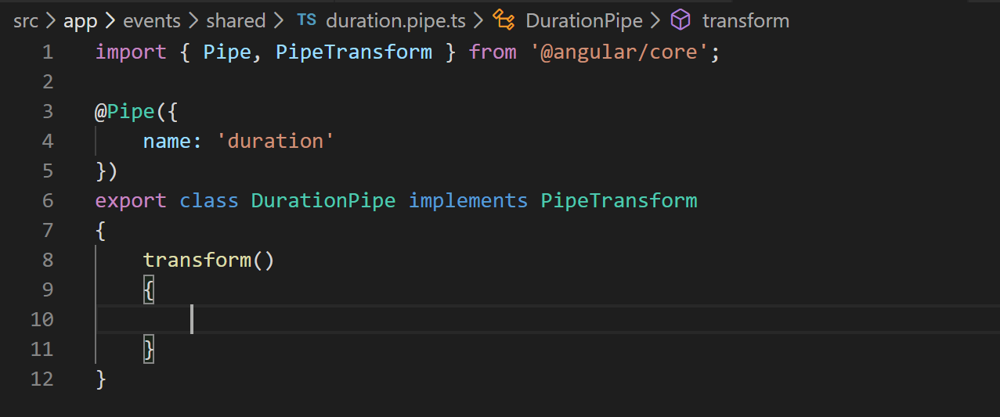 src > app > events > shared > TS duration.pipe.ts > DurationPipe > transform
1 import { Pipe, PipeTransform } from '@angular/core';
2
3 @Pipe({
4     name: 'duration'
5 })
6 export class DurationPipe implements PipeTransform
7 {
8     transform()
9     {
10
11     }
12 }